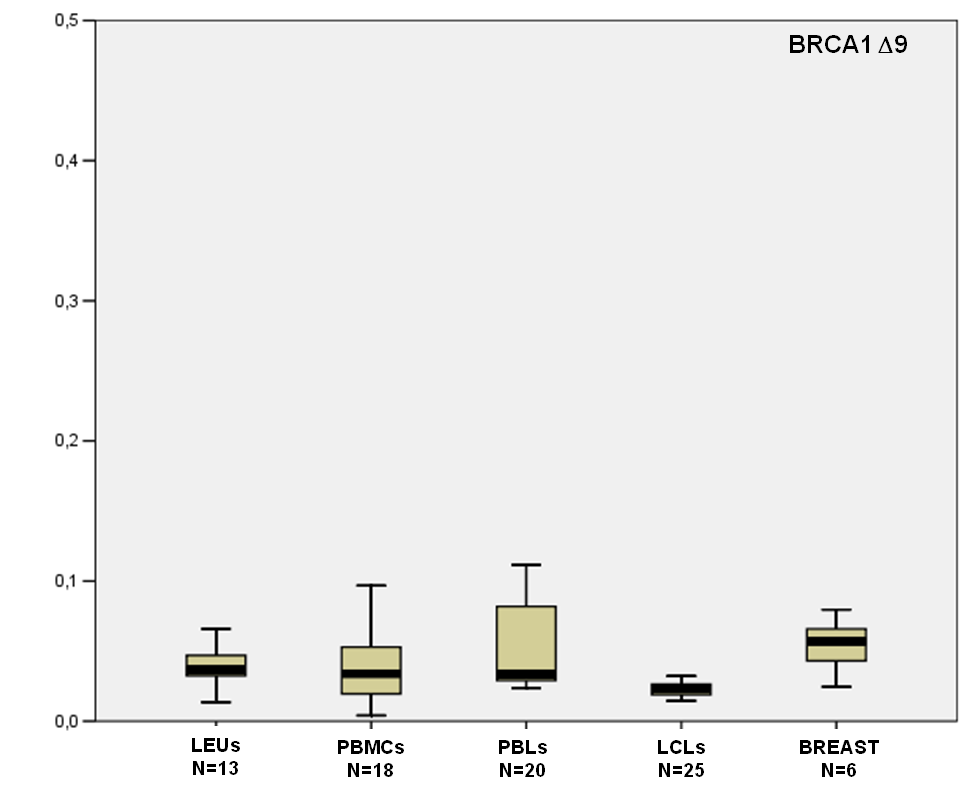 BRCA1 Δ9
0,5
0,4
0,3
0,2
0,1
0,0
LEUs PBMCs PBLs LCLs BREAST
N=13 N=18 N=20 N=25 N=6